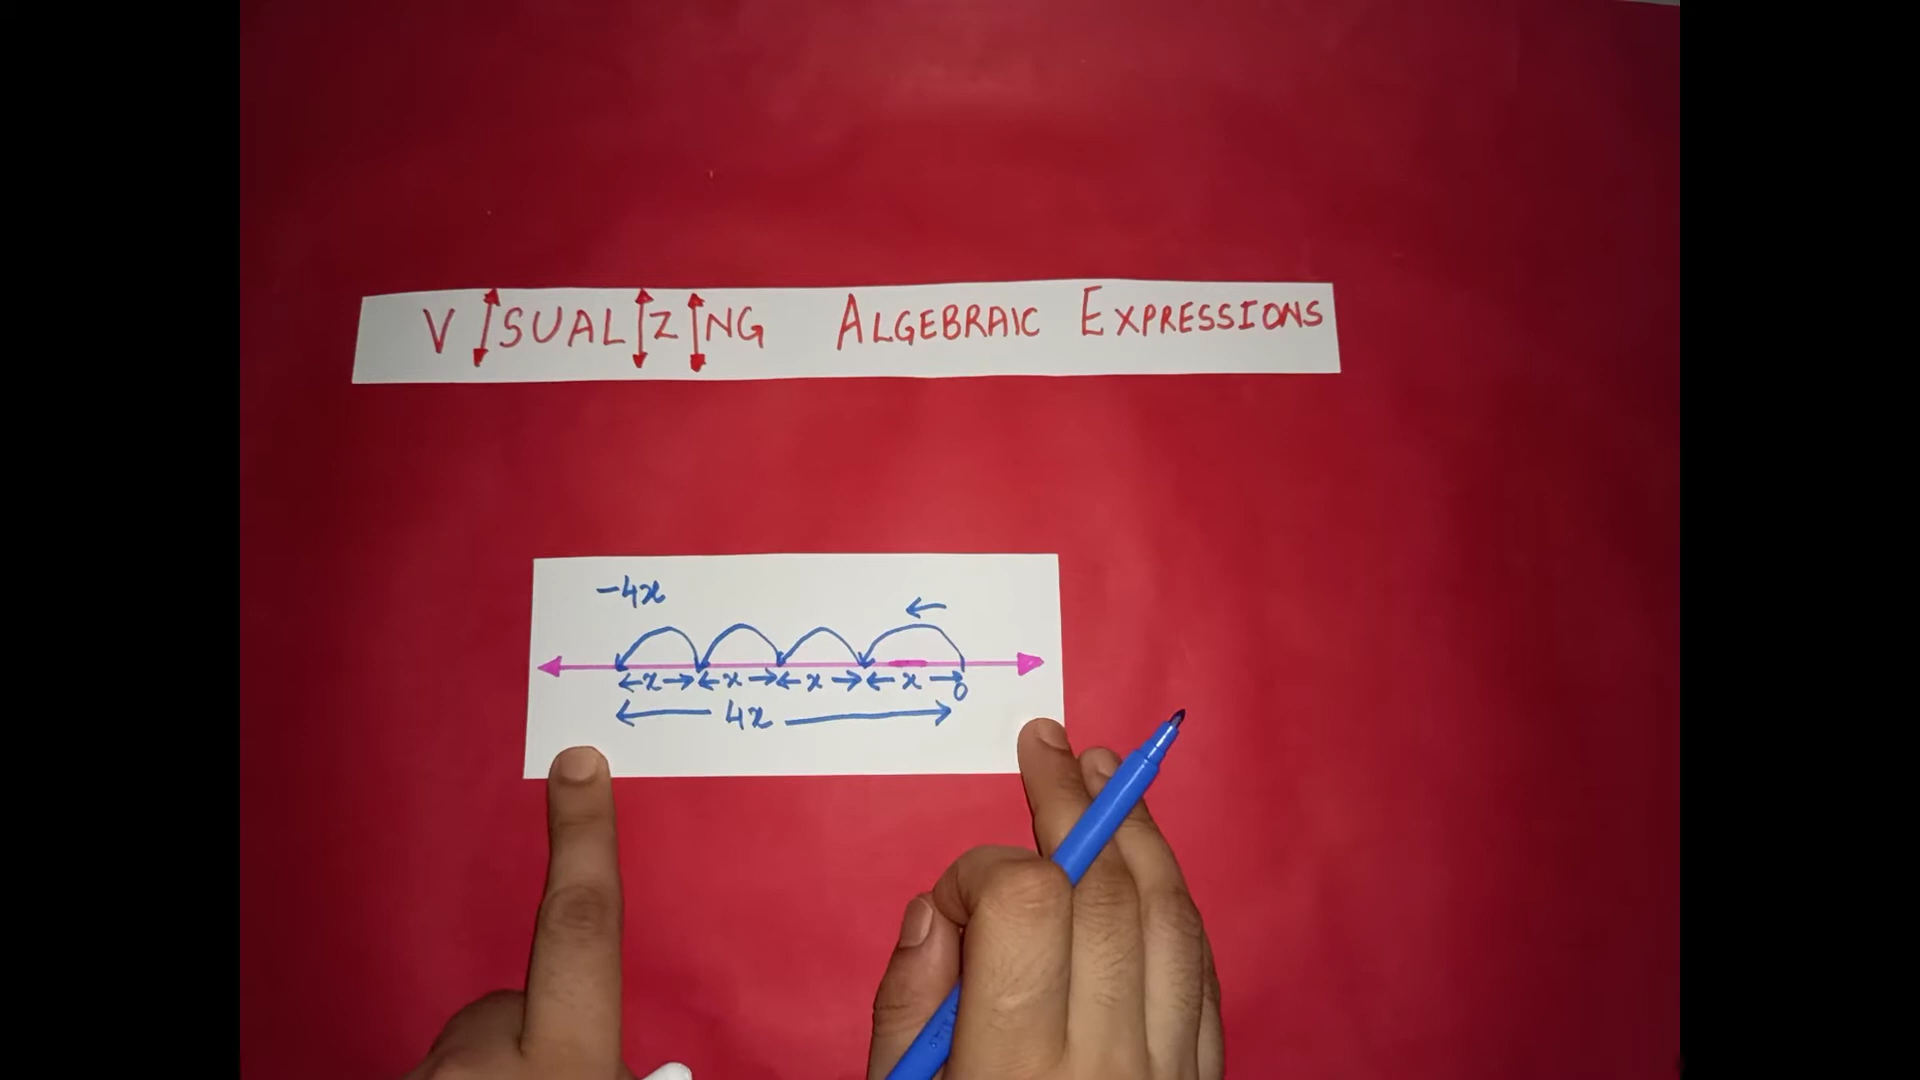 VISUALIZING ALGEBRAIC EXPRESSIONS
-4x
x x x x 0
4x